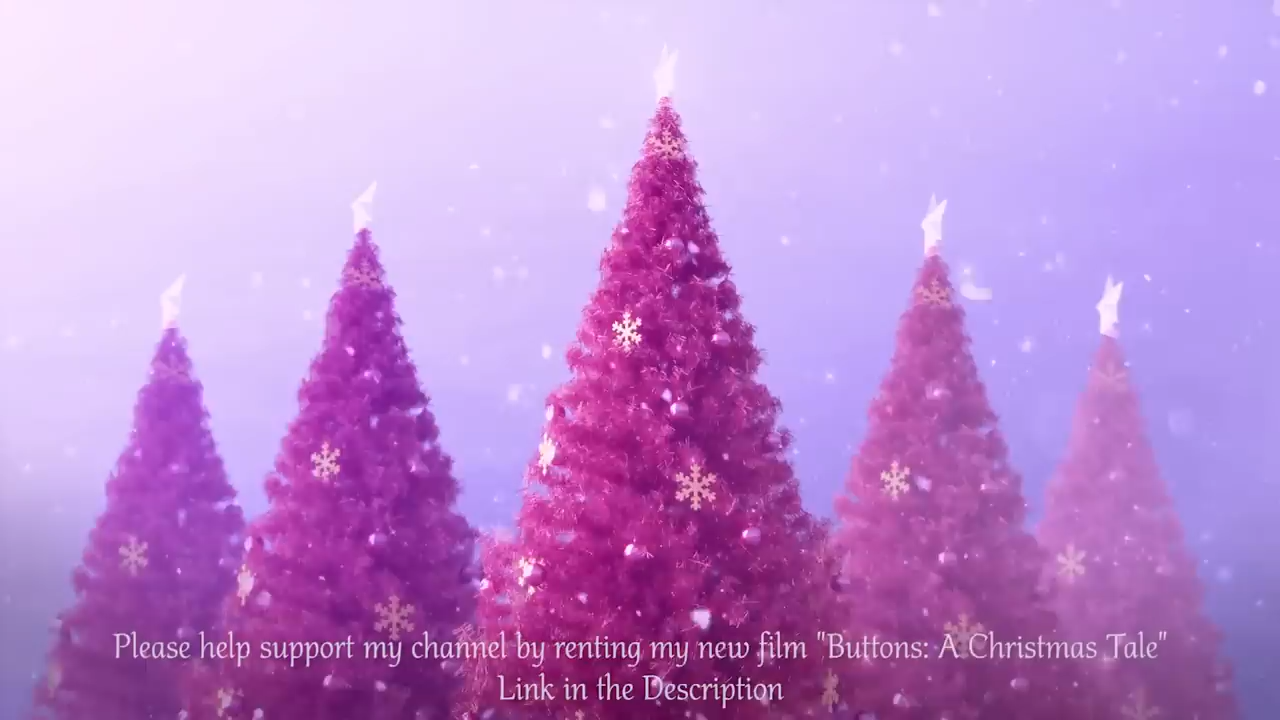 Please help support my channel by renting my new film "Buttons: A Christmas Tale"
Link in the Description